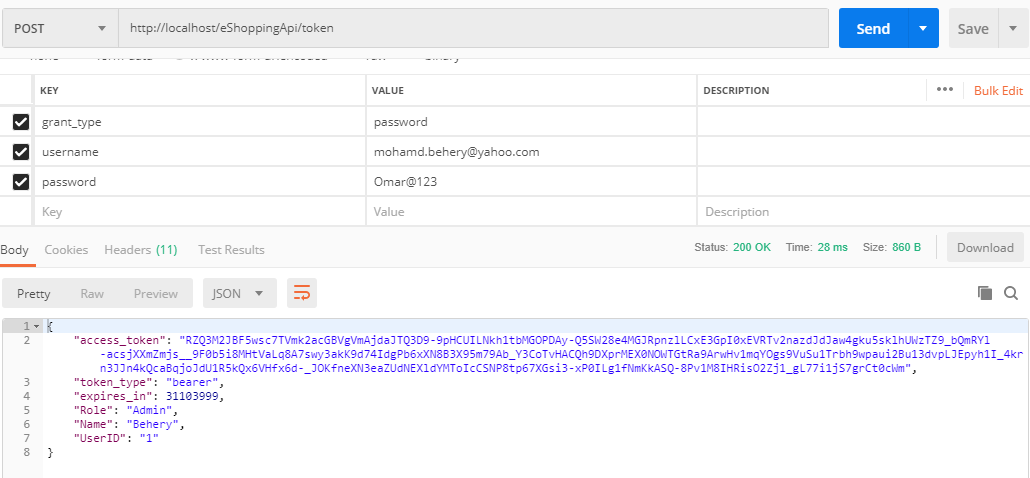 POST http://localhost/eShoppingApi/token Send Save
KEY VALUE DESCRIPTION ••• Bulk Edit
grant_type password
username mohamd.behery@yahoo.com
password Omar@123
Key Value Description
Body Cookies Headers (11) Test Results Status: 200 OK Time: 28 ms Size: 860 B Download
Pretty Raw Preview JSON
1 {
2 "access_token": "RZQ3M2JBF5wsc7TVmk2acGBVgVmAjdaJTQ3D9-9pHCUILNkh1tbMGOPDAy-Q5SW28e4MGJRpnzlLCxE3GpI0xEVRTv2nazdJdJaw4gku5sklhUWzTZ9_bQmRYl
-acsjXXmZmjs__9F0b5i8MHtVaLq8A7swy3akK9d74IdgPb6xXN8B3X95m79Ab_Y3CoTvHACQh9DXprMEX0NOWTGtRa9ArwHv1mqYOgs9VuSu1Trbh9wpaui2Bul3dvpLJEpyh1I_4krn
n3JJn4kQcaBqjoJdU1R5kQx6VHfx6d-_JOKfneXN3eaZUdNEXldYMToIcCSNP8tp67XGsi3-xP0ILg1fNmKkASQ-8Pv1M8IHRisO2Zj1_gL77i1jS7grCt0cWm",
3 "token_type": "bearer",
4 "expires_in": 31103999,
5 "Role": "Admin",
6 "Name": "Behery",
7 "UserID": "1"
8 }